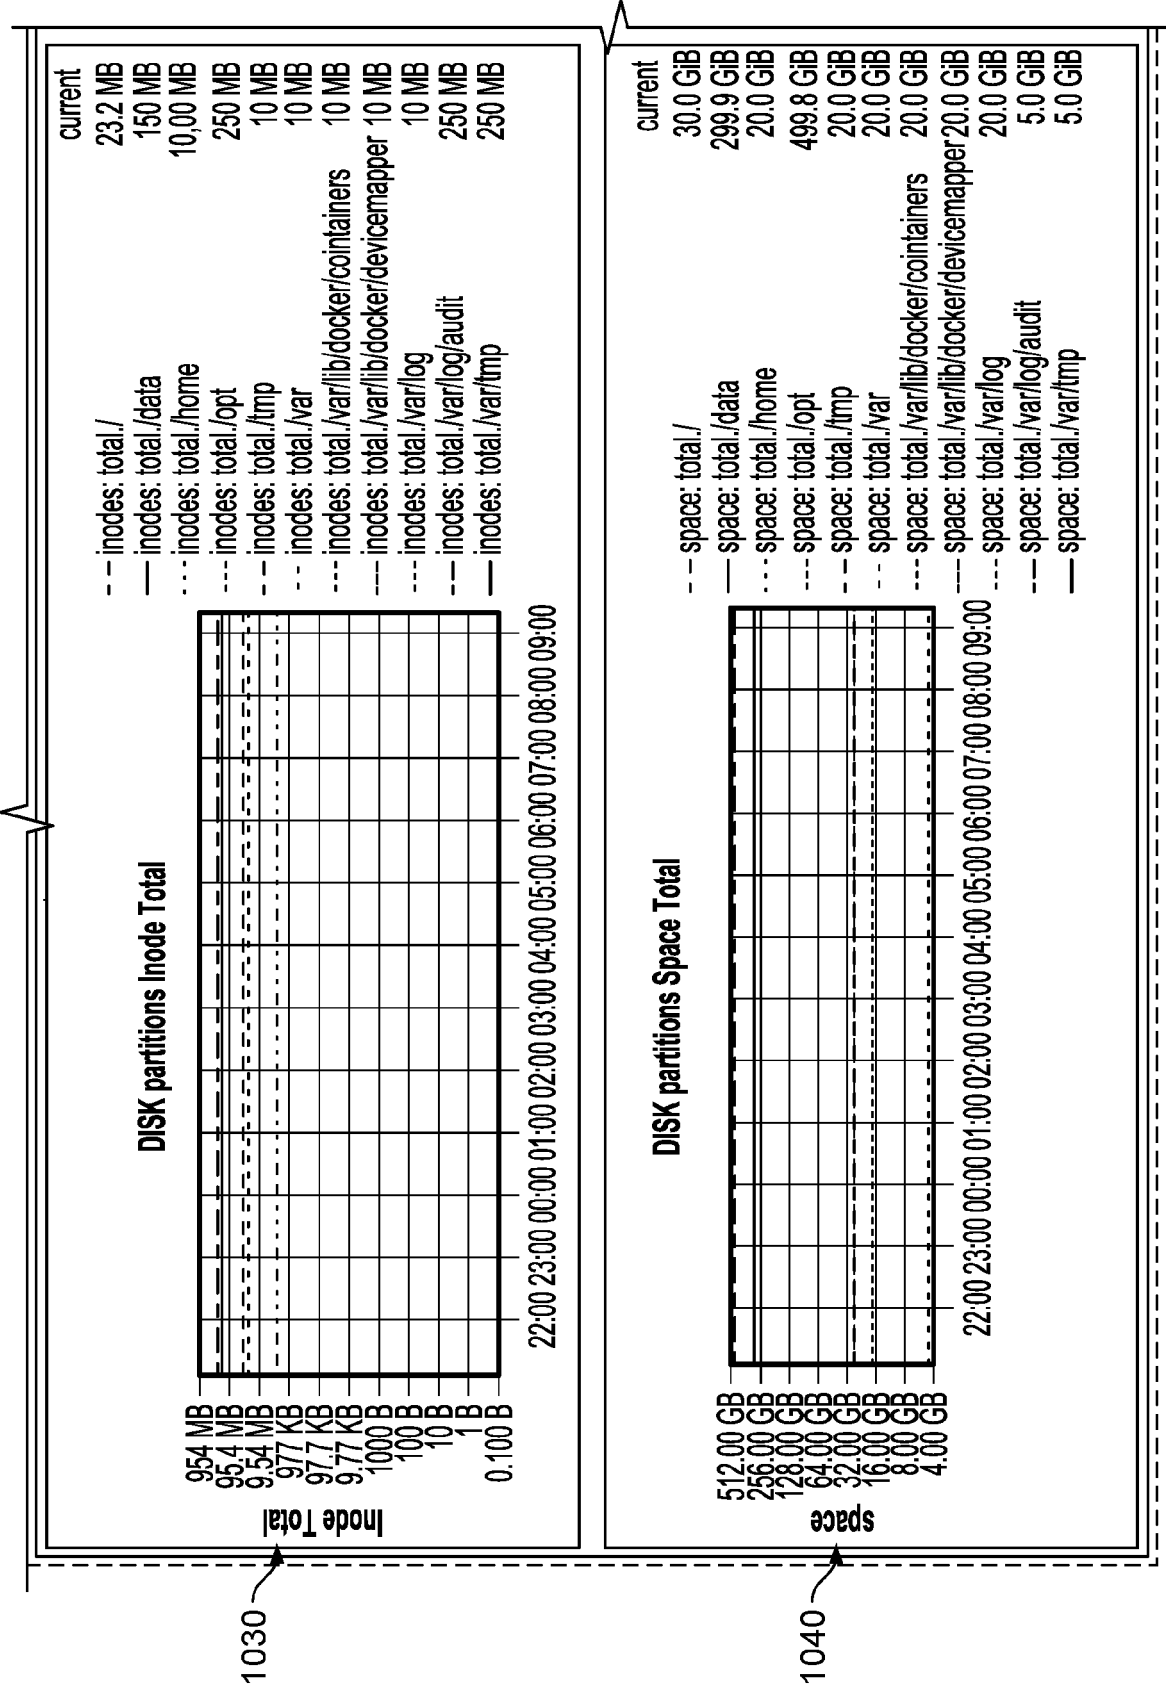 1030
DISK partitions Inode Total
Inode Total
954 MB
95.4 MB
9.54 MB
977 KB
97.7 KB
9.77 KB
1000 B
100 B
10 B
1 B
0.100 B
22:00 23:00 00:00 01:00 02:00 03:00 04:00 05:00 06:00 07:00 08:00 09:00
current
inodes: total./ 23.2 MB
inodes: total./data 150 MB
inodes: total./home 10,00 MB
inodes: total./opt 250 MB
inodes: total./tmp 10 MB
inodes: total./var 10 MB
inodes: total./var/lib/docker/cointainers 10 MB
inodes: total./var/lib/docker/devicemapper 10 MB
inodes: total./var/log 10 MB
inodes: total./var/log/audit 250 MB
inodes: total./var/tmp 250 MB
1040
DISK partitions Space Total
space
512.00 GB
256.00 GB
128.00 GB
64.00 GB
32.00 GB
16.00 GB
8.00 GB
4.00 GB
22:00 23:00 00:00 01:00 02:00 03:00 04:00 05:00 06:00 07:00 08:00 09:00
current
space: total./ 30.0 GiB
space: total./data 299.9 GiB
space: total./home 20.0 GiB
space: total./opt 499.8 GiB
space: total./tmp 20.0 GiB
space: total./var 20.0 GiB
space: total./var/lib/docker/cointainers 20.0 GiB
space: total./var/lib/docker/devicemapper 20.0 GiB
space: total./var/log 20.0 GiB
space: total./var/log/audit 5.0 GiB
space: total./var/tmp 5.0 GiB